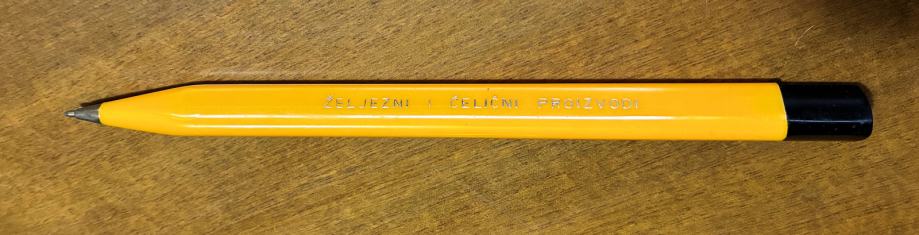 ŽELJEZNI I ČELIČNI PROIZVODI